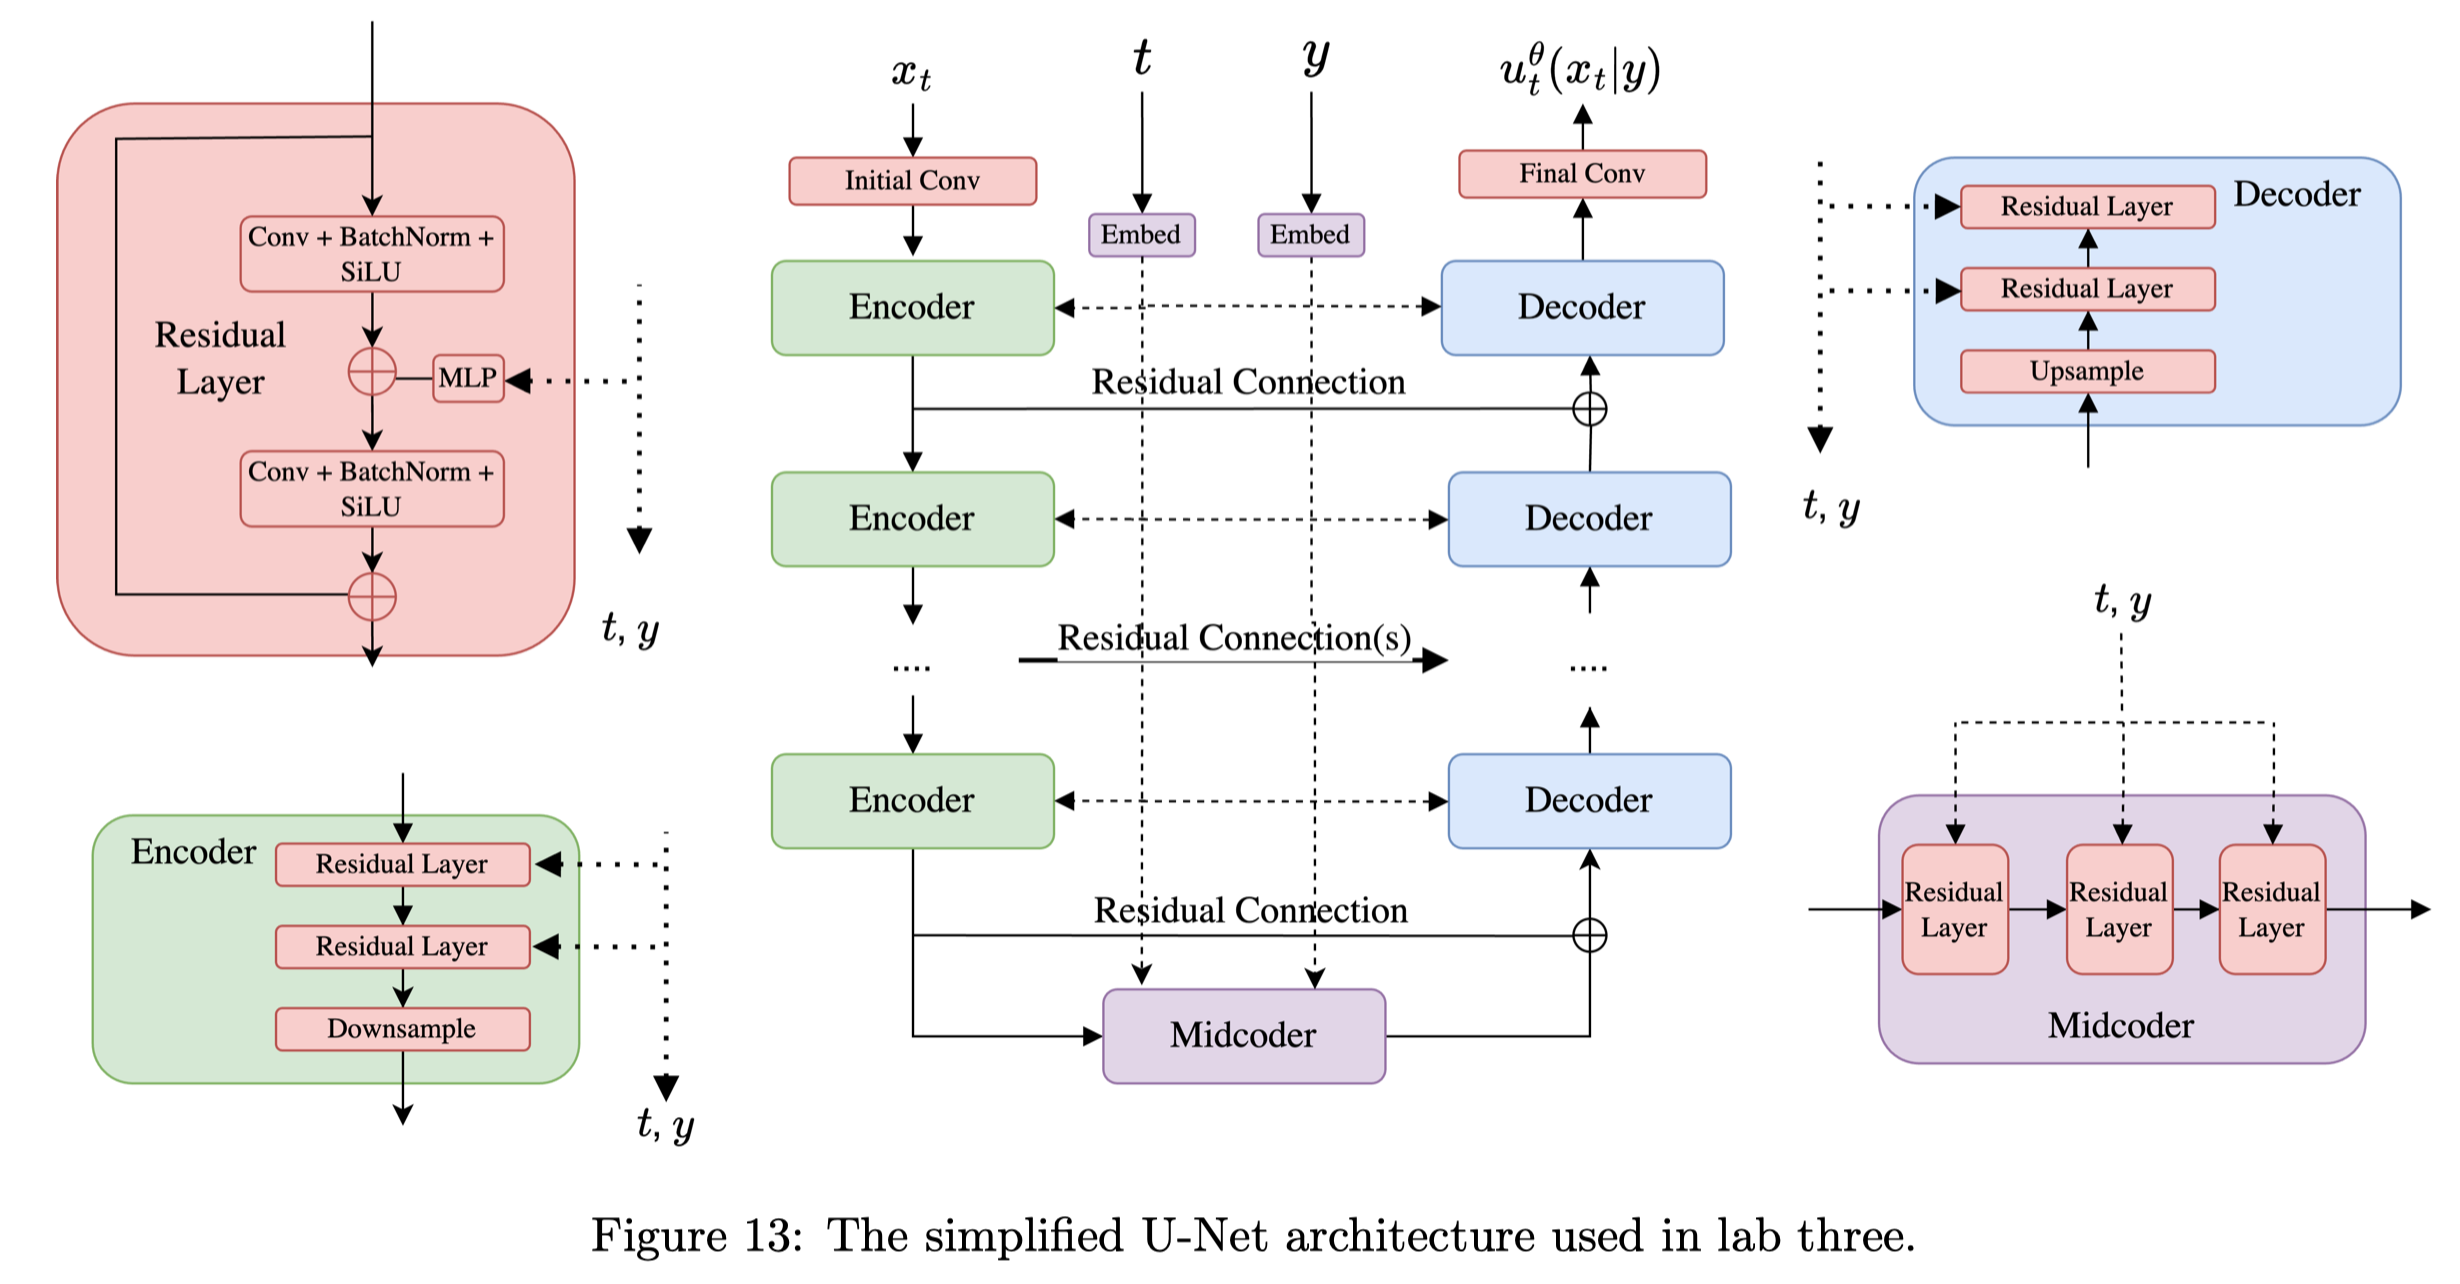 Conv + BatchNorm +
SiLU
Residual
Layer
MLP
Conv + BatchNorm +
SiLU
t, y
Encoder
Residual Layer
Residual Layer
Downsample
t, y
x_t
t
y
u_t^θ(x_t|y)
Initial Conv
Embed
Embed
Final Conv
Encoder
Decoder
Residual Connection
Encoder
Decoder
Residual Connection(s)
....
....
Encoder
Decoder
Residual Connection
Midcoder
Residual Layer
Decoder
Residual Layer
Upsample
t, y
t, y
Residual
Layer
Residual
Layer
Residual
Layer
Midcoder
Figure 13: The simplified U-Net architecture used in lab three.